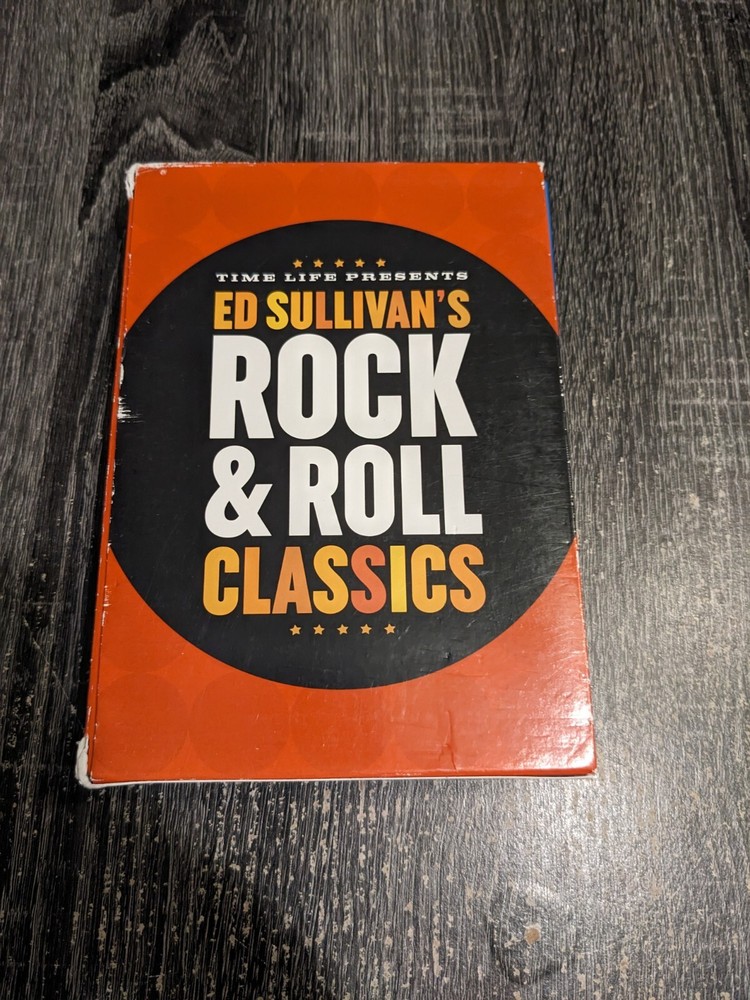 TIME LIFE PRESENTS
ED SULLIVAN'S
ROCK
& ROLL
CLASSICS